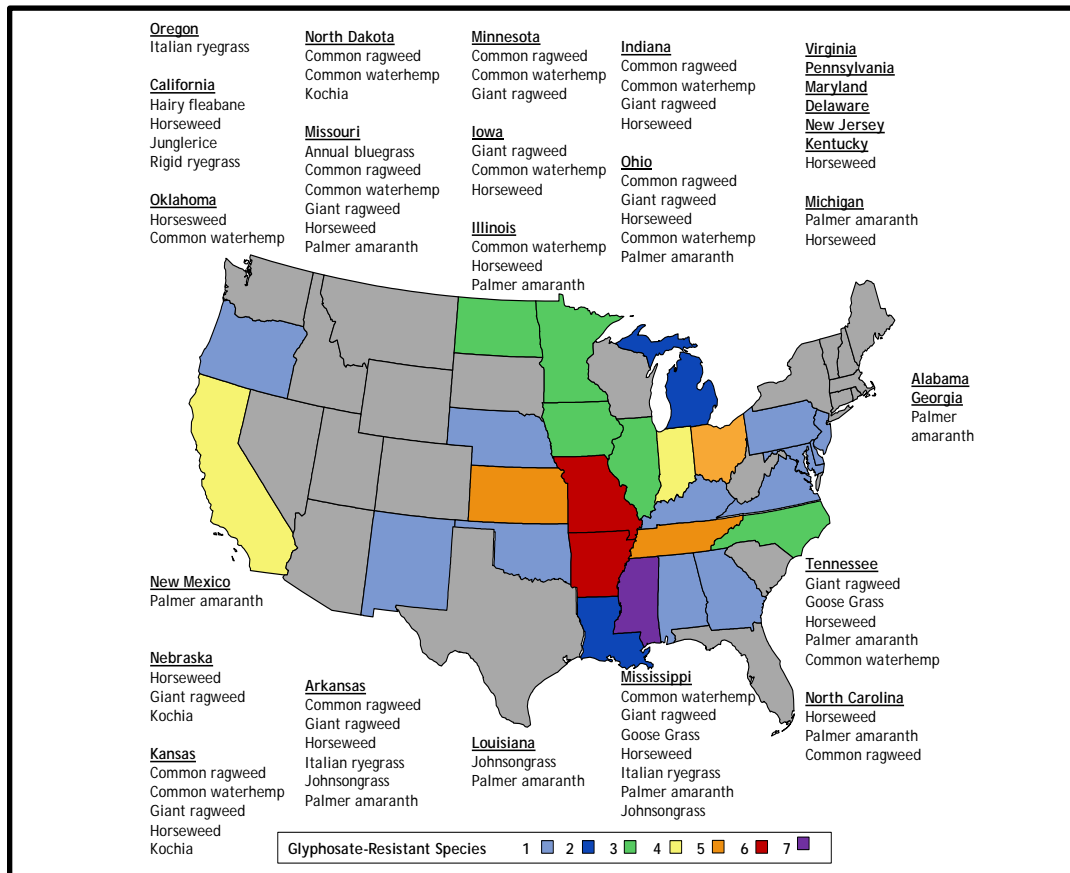 Oregon
Italian ryegrass
California
Hairy fleabane
Horseweed
Junglerice
Rigid ryegrass
Oklahoma
Horsesweed
Common waterhemp
North Dakota
Common ragweed
Common waterhemp
Kochia
Missouri
Annual bluegrass
Common ragweed
Common waterhemp
Giant ragweed
Horseweed
Palmer amaranth
Minnesota
Common ragweed
Common waterhemp
Giant ragweed
Iowa
Giant ragweed
Common waterhemp
Horseweed
Illinois
Common waterhemp
Horseweed
Palmer amaranth
Indiana
Common ragweed
Common waterhemp
Giant ragweed
Horseweed
Ohio
Common ragweed
Giant ragweed
Horseweed
Common waterhemp
Palmer amaranth
Virginia
Pennsylvania
Maryland
Delaware
New Jersey
Kentucky
Horseweed
Michigan
Palmer amaranth
Horseweed
Alabama
Georgia
Palmer
amaranth
New Mexico
Palmer amaranth
Nebraska
Horseweed
Giant ragweed
Kochia
Kansas
Common ragweed
Common waterhemp
Giant ragweed
Horseweed
Kochia
Arkansas
Common ragweed
Giant ragweed
Horseweed
Italian ryegrass
Johnsongrass
Palmer amaranth
Louisiana
Johnsongrass
Palmer amaranth
Mississippi
Common waterhemp
Giant ragweed
Goose Grass
Horseweed
Italian ryegrass
Palmer amaranth
Johnsongrass
Tennessee
Giant ragweed
Goose Grass
Horseweed
Palmer amaranth
Common waterhemp
North Carolina
Horseweed
Palmer amaranth
Common ragweed
Glyphosate-Resistant Species 1 2 3 4 5 6 7